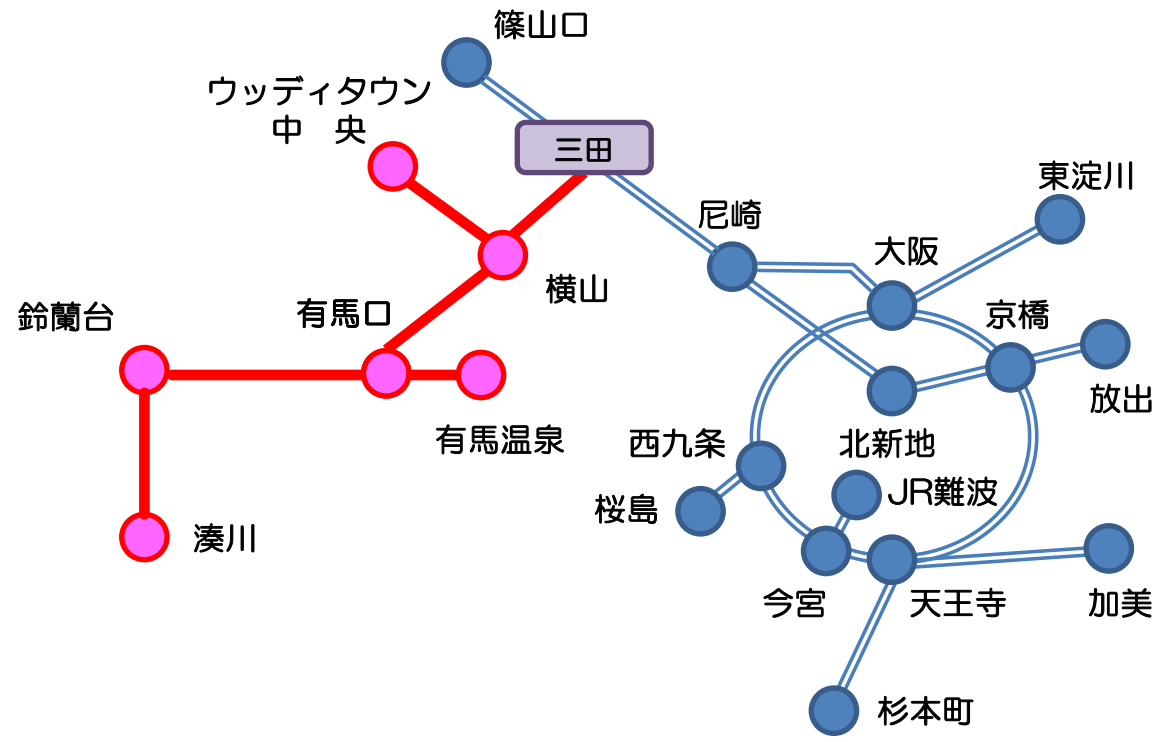 篠山口
ウッディタウン
中　央
三田
東淀川
尼崎
大阪
横山
有馬口
鈴蘭台
京橋
放出
有馬温泉
西九条
北新地
桜島
JR難波
湊川
今宮
天王寺
加美
杉本町